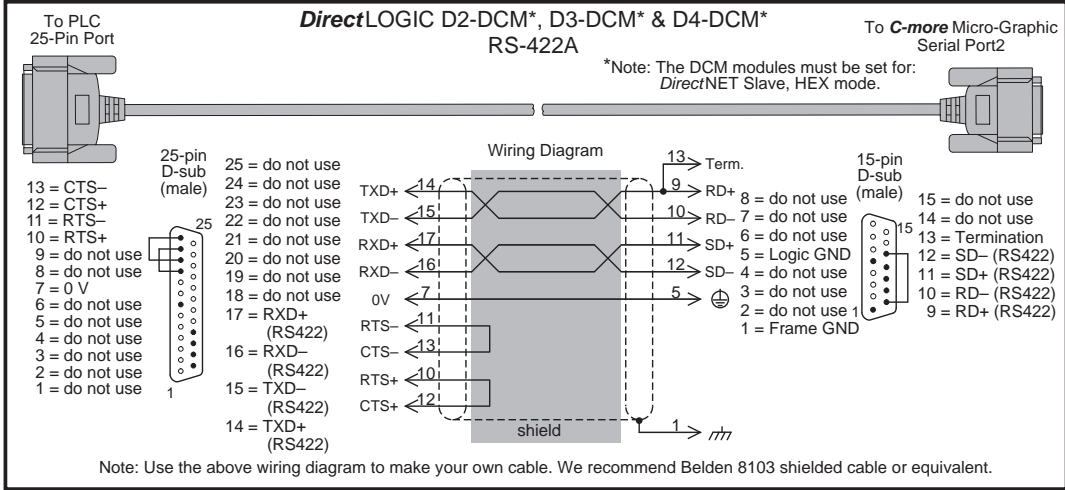 DirectLOGIC D2-DCM*, D3-DCM* & D4-DCM*
RS-422A
To PLC
25-Pin Port
To C-more Micro-Graphic
Serial Port2
*Note: The DCM modules must be set for:
DirectNET Slave, HEX mode.
25-pin
D-sub
(male)
13 = CTS–
12 = CTS+
11 = RTS–
10 = RTS+
9 = do not use
8 = do not use
7 = 0 V
6 = do not use
5 = do not use
4 = do not use
3 = do not use
2 = do not use
1 = do not use
25
1
25 = do not use
24 = do not use
23 = do not use
22 = do not use
21 = do not use
20 = do not use
19 = do not use
18 = do not use
17 = RXD+
(RS422)
16 = RXD–
(RS422)
15 = TXD–
(RS422)
14 = TXD+
(RS422)
Wiring Diagram
13 Term.
TXD+ 14 9 RD+
TXD– 15 10 RD–
RXD+ 17 11 SD+
RXD– 16 12 SD–
0V 7 5
RTS– 11
CTS– 13
RTS+ 10
CTS+ 12
shield
1
8 = do not use
7 = do not use
6 = do not use
5 = Logic GND
4 = do not use
3 = do not use
2 = do not use
1 = Frame GND
15-pin
D-sub
(male)
15
1
15 = do not use
14 = do not use
13 = Termination
12 = SD– (RS422)
11 = SD+ (RS422)
10 = RD– (RS422)
9 = RD+ (RS422)
Note: Use the above wiring diagram to make your own cable. We recommend Belden 8103 shielded cable or equivalent.